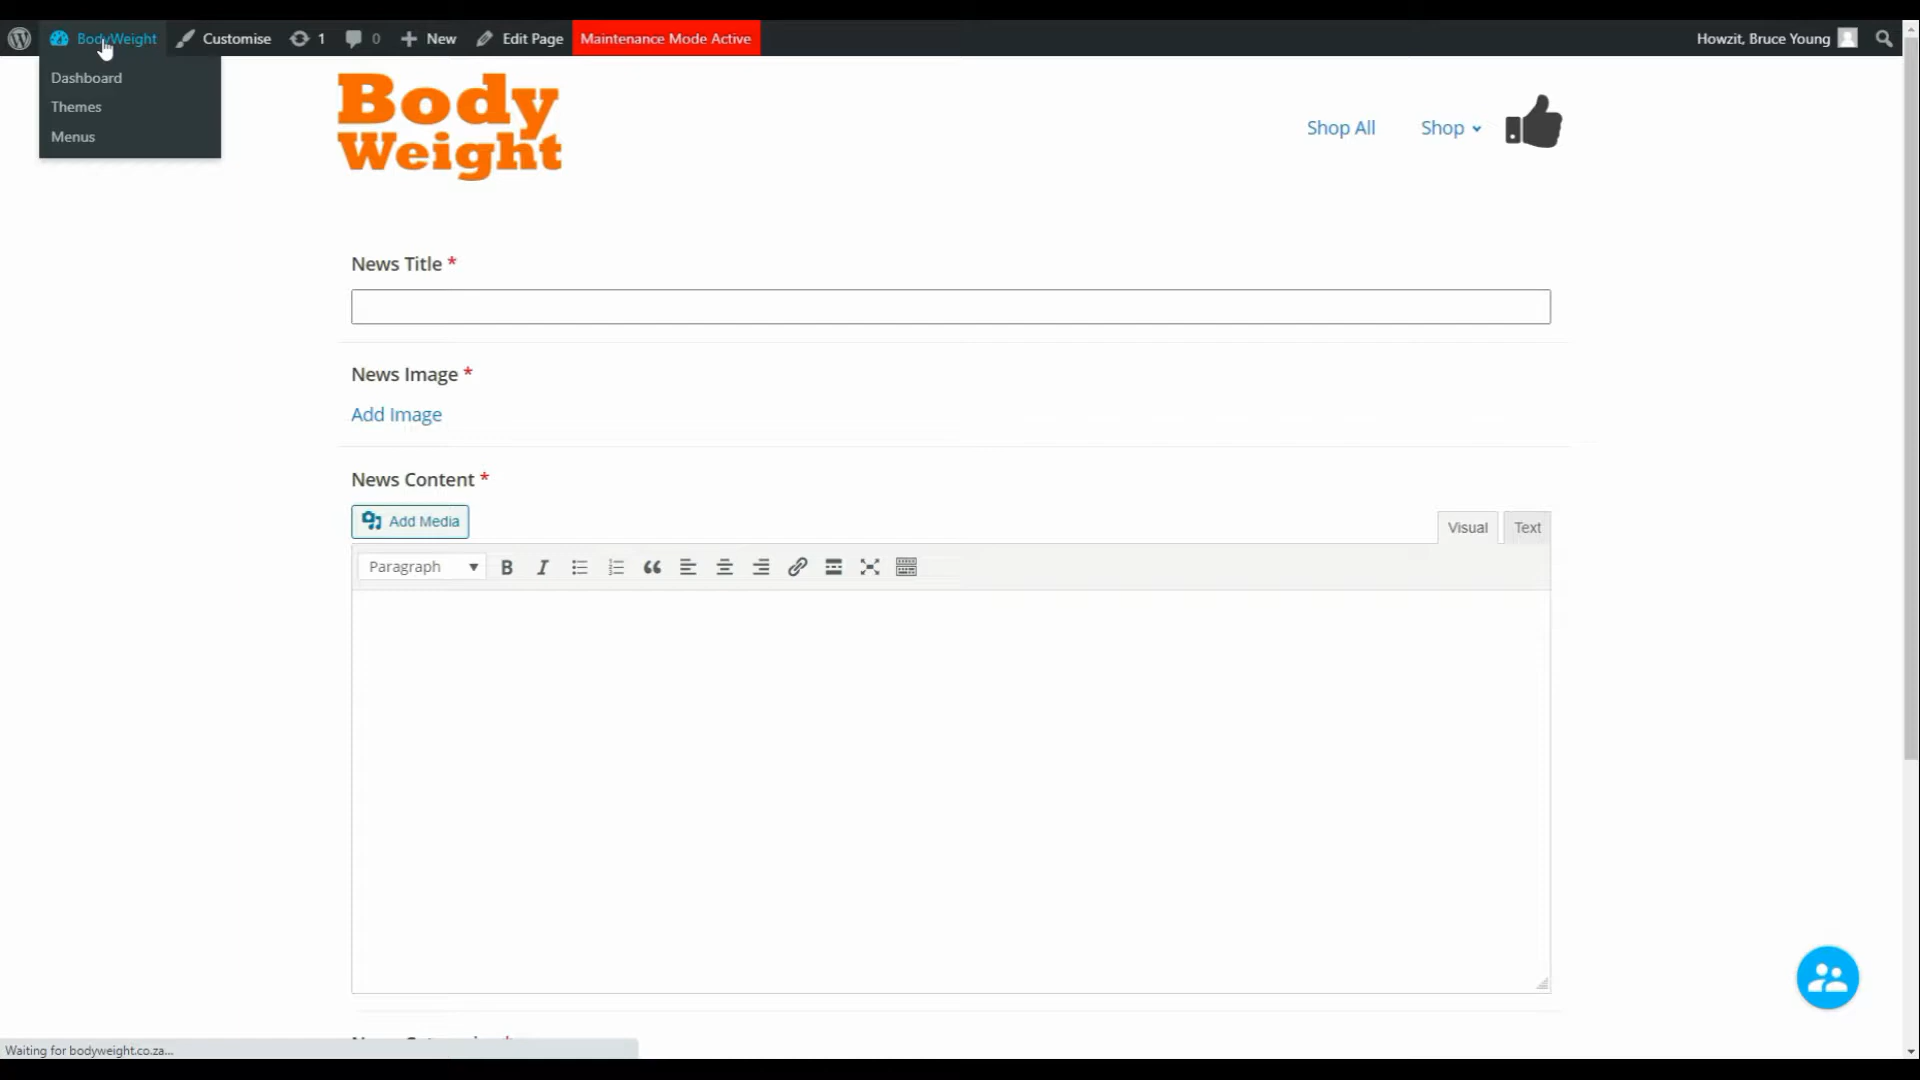 BodyWeight Customise 1 0 New Edit Page Maintenance Mode Active Howzit, Bruce Young
Dashboard
Themes
Menus
Body
Weight
Shop All Shop
News Title *
News Image *
Add Image
News Content *
Add Media
Visual Text
Paragraph
Waiting for bodyweight.co.za...